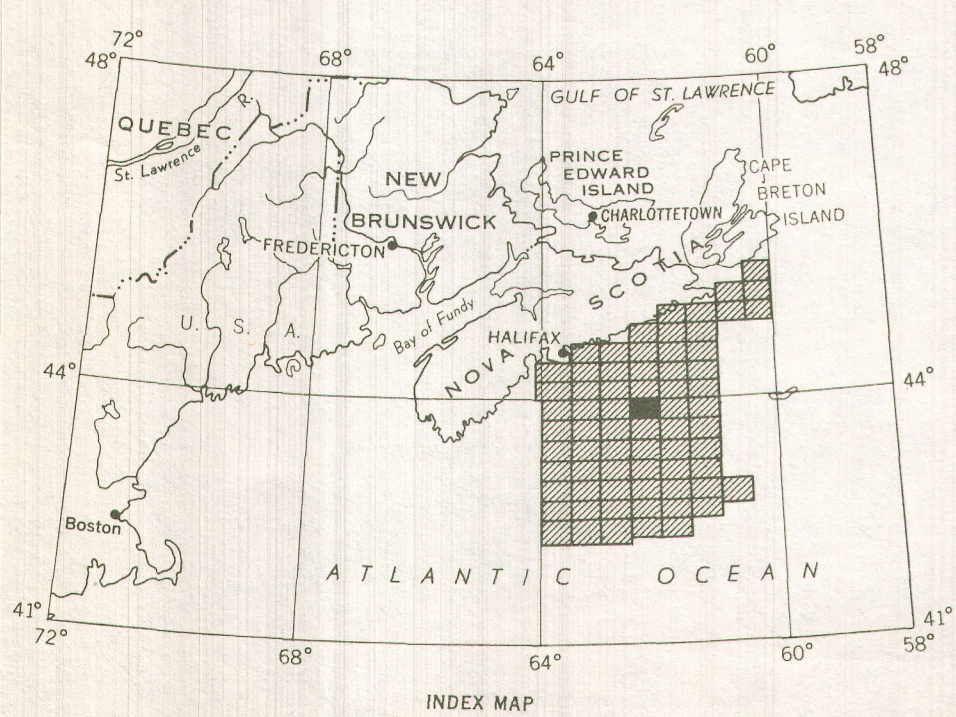 72°
68°
64°
60°
58°
48°
48°
GULF OF ST. LAWRENCE
R.
QUEBEC
St. Lawrence
PRINCE
EDWARD
ISLAND
CAPE
BRETON
ISLAND
NEW
BRUNSWICK
CHARLOTTETOWN
FREDERICTON
NOVA SCOTIA
U. S. A.
Bay of Fundy
HALIFAX
44°
44°
Boston
ATLANTIC OCEAN
41°
41°
72°
68°
64°
60°
58°
INDEX MAP